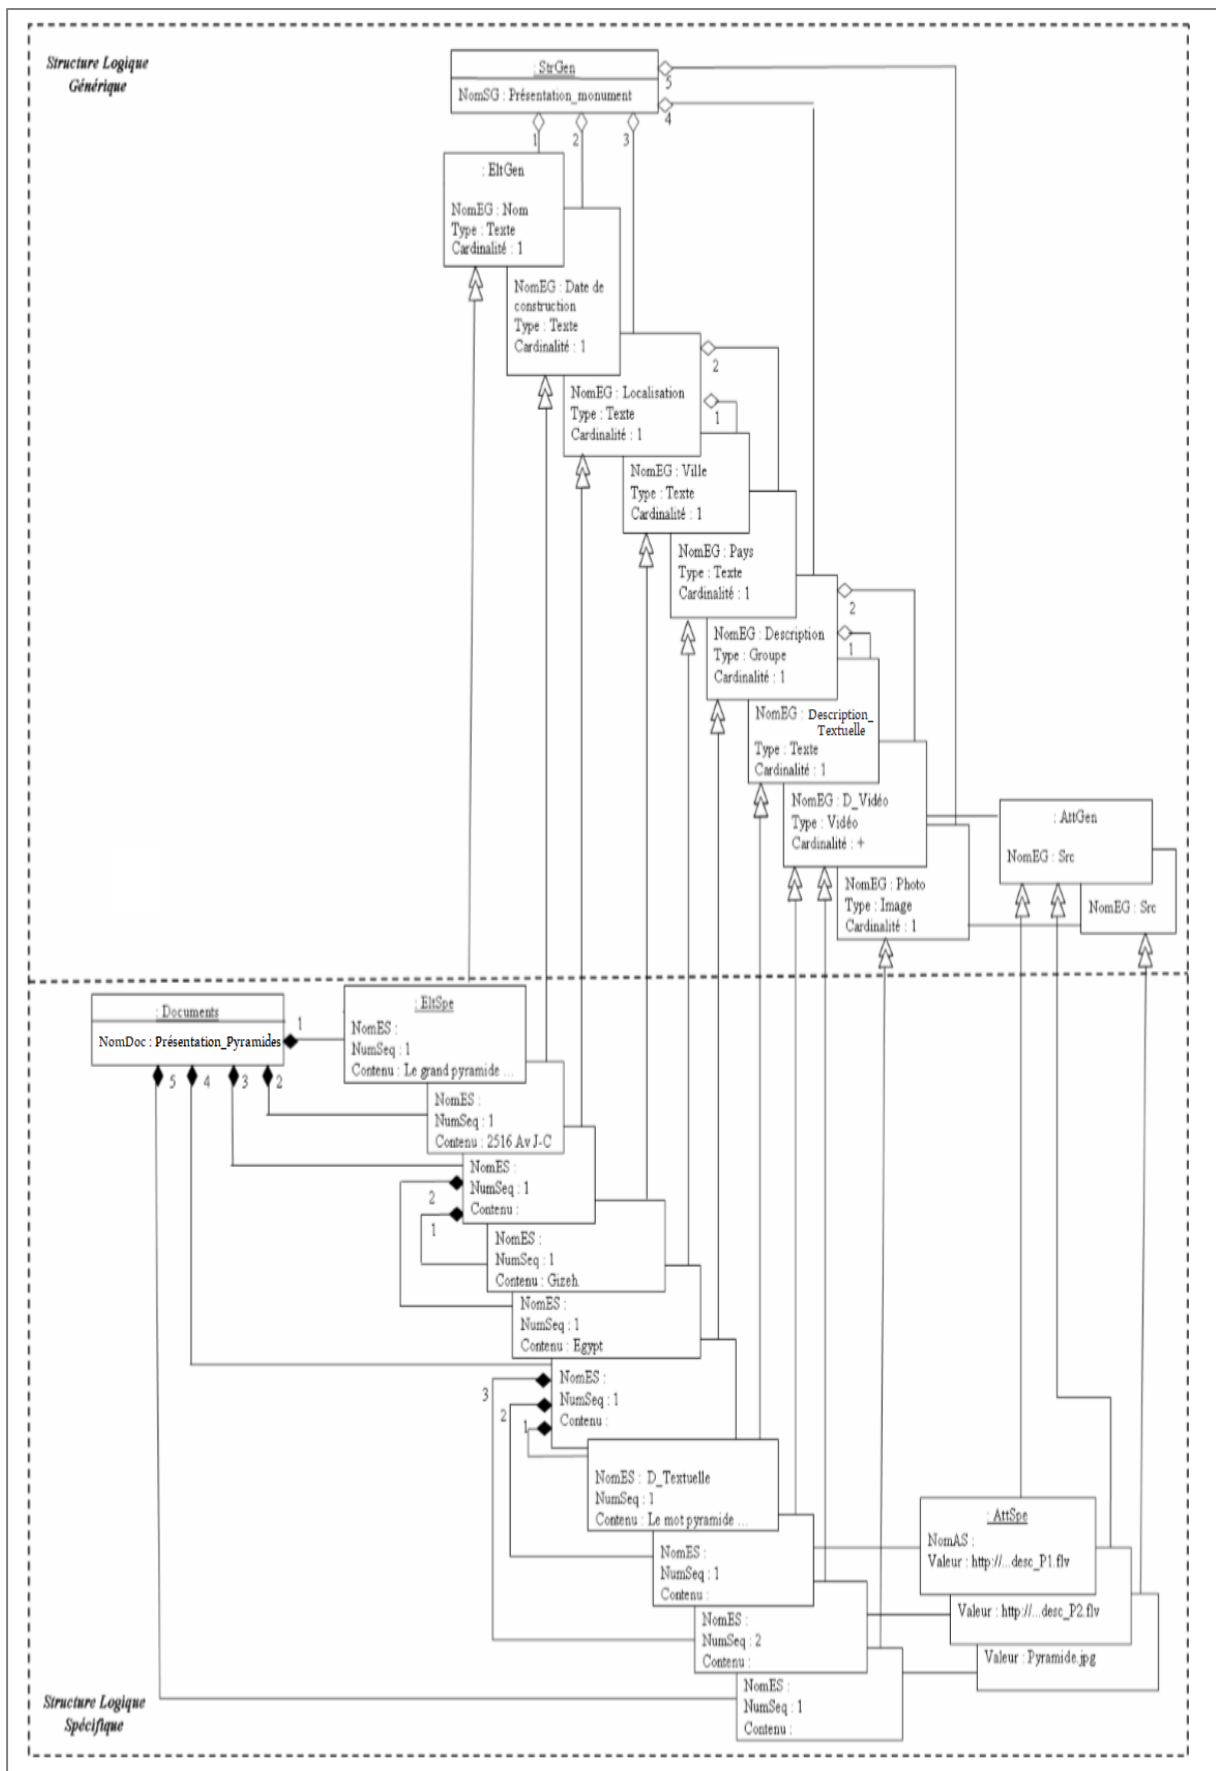 Structure Logique
Générique
: StrGen
NomSG : Présentation_monument
5
4
1
2
3
: EltGen
NomEG : Nom
Type : Texte
Cardinalité : 1
NomEG : Date de
construction
Type : Texte
Cardinalité : 1
2
1
NomEG : Localisation
Type : Texte
Cardinalité : 1
NomEG : Ville
Type : Texte
Cardinalité : 1
NomEG : Pays
Type : Texte
Cardinalité : 1
2
1
NomEG : Description
Type : Groupe
Cardinalité : 1
NomEG : Description_
Textuelle
Type : Texte
Cardinalité : 1
NomEG : D_Vidéo
Type : Vidéo
Cardinalité : +
: AttGen
NomEG : Src
NomEG : Photo
Type : Image
Cardinalité : 1
NomEG : Src
: Documents
NomDoc : Présentation_Pyramides
1
5
4
3
2
: EltSpe
NomES :
NumSeq : 1
Contenu : Le grand pyramide ...
NomES :
NumSeq : 1
Contenu : 2516 Av J-C
2
1
NomES :
NumSeq : 1
Contenu :
NomES :
NumSeq : 1
Contenu : Gizeh.
NomES :
NumSeq : 1
Contenu : Egypt
3
2
1
NomES :
NumSeq : 1
Contenu :
NomES : D_Textuelle
NumSeq : 1
Contenu : Le mot pyramide ...
NomES :
NumSeq : 1
Contenu :
NomES :
NumSeq : 2
Contenu :
NomES :
NumSeq : 1
Contenu :
: AttSpe
NomAS :
Valeur : http://...desc_P1.flv
Valeur : http://...desc_P2.flv
Valeur : Pyramide.jpg
Structure Logique
Spécifique